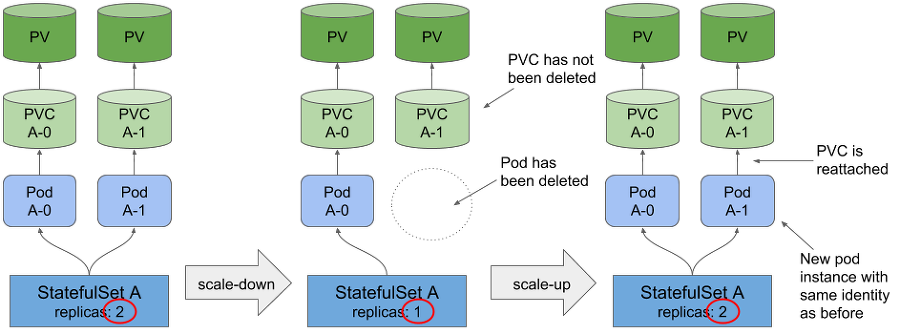 PV
PV
PVC
A-0
PVC
A-1
Pod
A-0
Pod
A-1
StatefulSet A
replicas: 2
scale-down
PV
PV
PVC has not
been deleted
PVC
A-0
PVC
A-1
Pod has
been deleted
Pod
A-0
StatefulSet A
replicas: 1
scale-up
PV
PV
PVC
A-0
PVC
A-1
PVC is
reattached
Pod
A-0
Pod
A-1
New pod
instance with
same identity
as before
StatefulSet A
replicas: 2